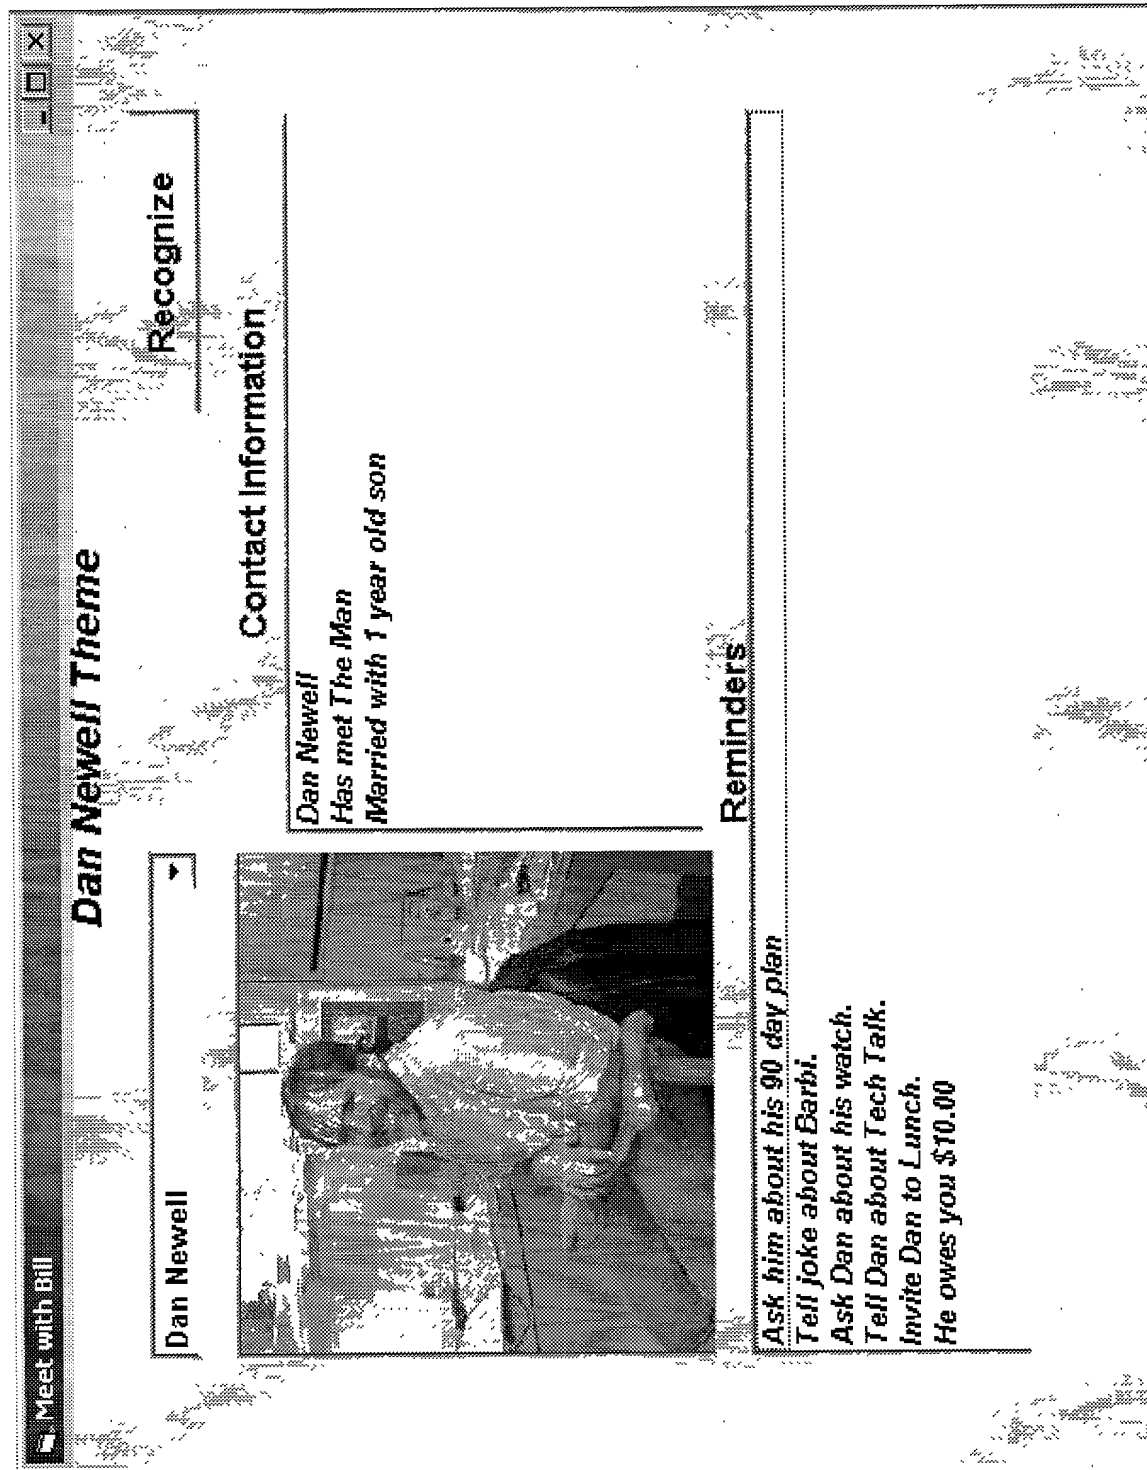 Meet with Bill
Dan Newell Theme
Dan Newell
Recognize
Contact Information
Dan Newell
Has met The Man
Married with 1 year old son
Reminders
Ask him about his 90 day plan
Tell joke about Barbi.
Ask Dan about his watch.
Tell Dan about Tech Talk.
Invite Dan to Lunch.
He owes you $10.00